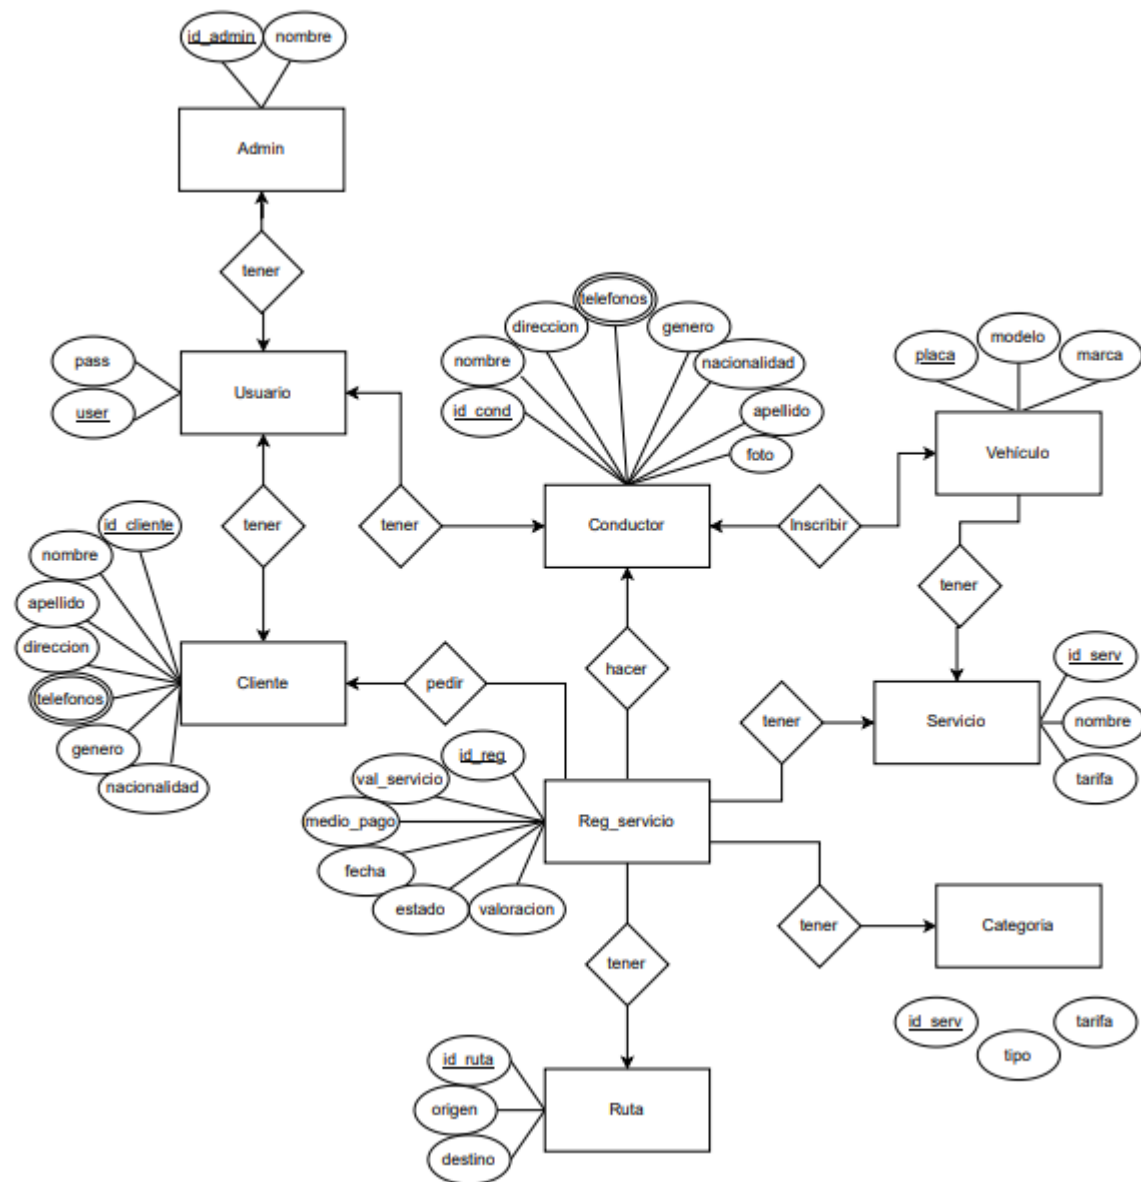 id_admin
nombre
Admin
tener
pass
user
Usuario
tener
tener
telefonos
direccion
genero
nombre
nacionalidad
id_cond
apellido
foto
Conductor
Inscribir
placa
modelo
marca
Vehículo
tener
id_cliente
nombre
apellido
direccion
telefonos
genero
nacionalidad
Cliente
pedir
hacer
tener
Servicio
id_serv
nombre
tarifa
id_reg
val_servicio
medio_pago
fecha
estado
valoracion
Reg_servicio
tener
Categoria
id_serv
tipo
tarifa
tener
id_ruta
origen
destino
Ruta